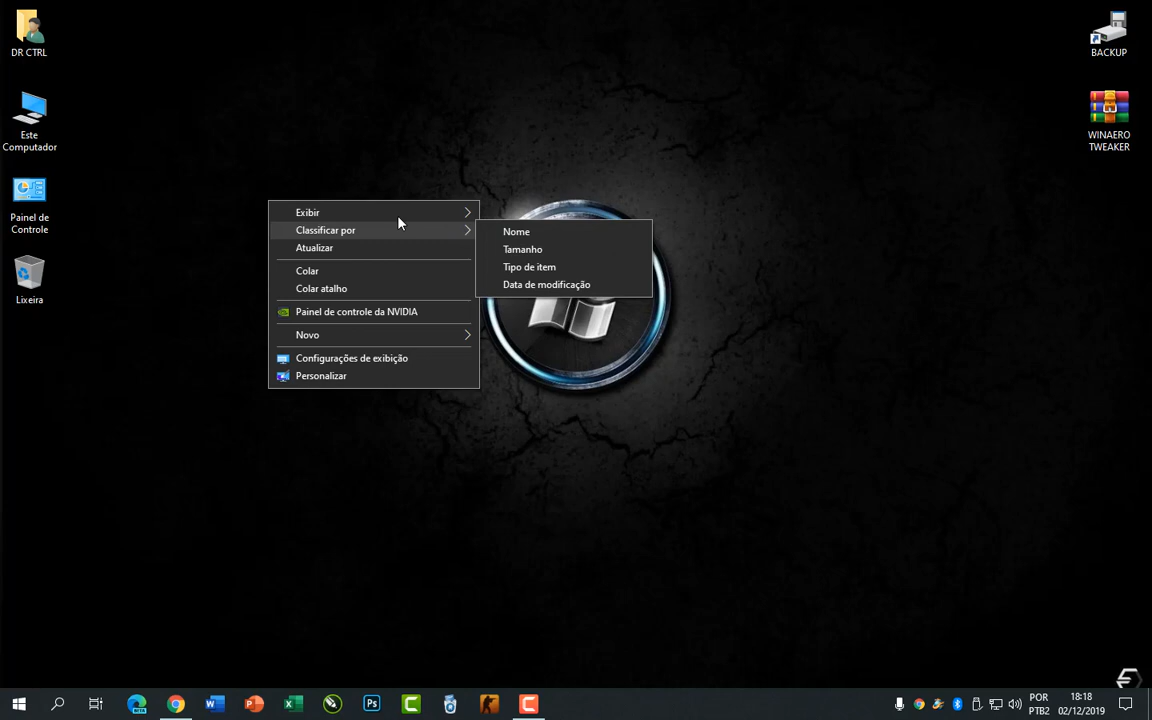 DR CTRL
Este
Computador
Painel de
Controle
Lixeira
BACKUP
WINAERO
TWEAKER
Exibir
Classificar por
Atualizar
Colar
Colar atalho
Painel de controle da NVIDIA
Novo
Configurações de exibição
Personalizar
Nome
Tamanho
Tipo de item
Data de modificação
POR
PTB2
18:18
02/12/2019